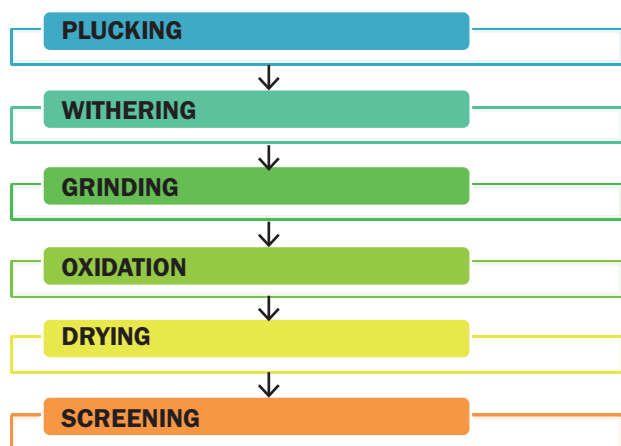 PLUCKING
WITHERING
GRINDING
OXIDATION
DRYING
SCREENING